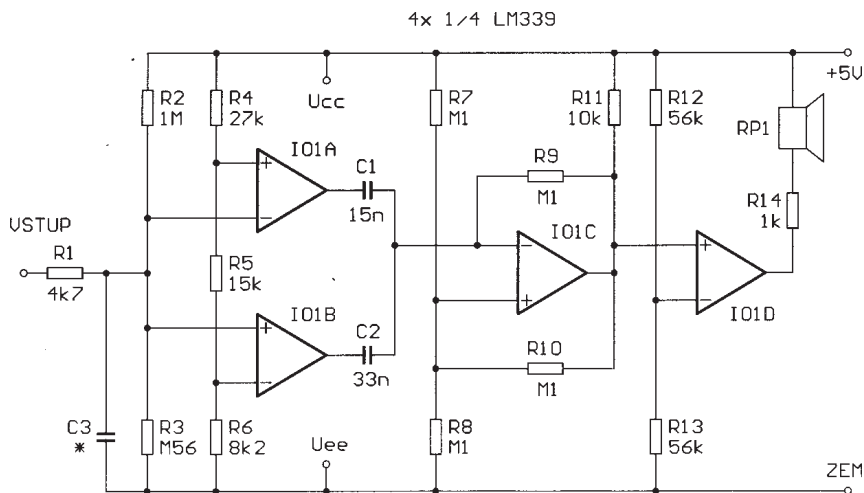 4x 1/4 LM339
+5V
R2
1M
R4
27k
Ucc
R7
M1
R11
10k
R12
56k
RP1
IO1A
+
-
C1
15n
R9
M1
R14
1k
VSTUP
R1
4k7
R5
15k
IO1C
-
+
+
-
IO1D
IO1B
+
-
C2
33n
R10
M1
C3
*
R3
M56
R6
8k2
Uee
R8
M1
R13
56k
ZEM